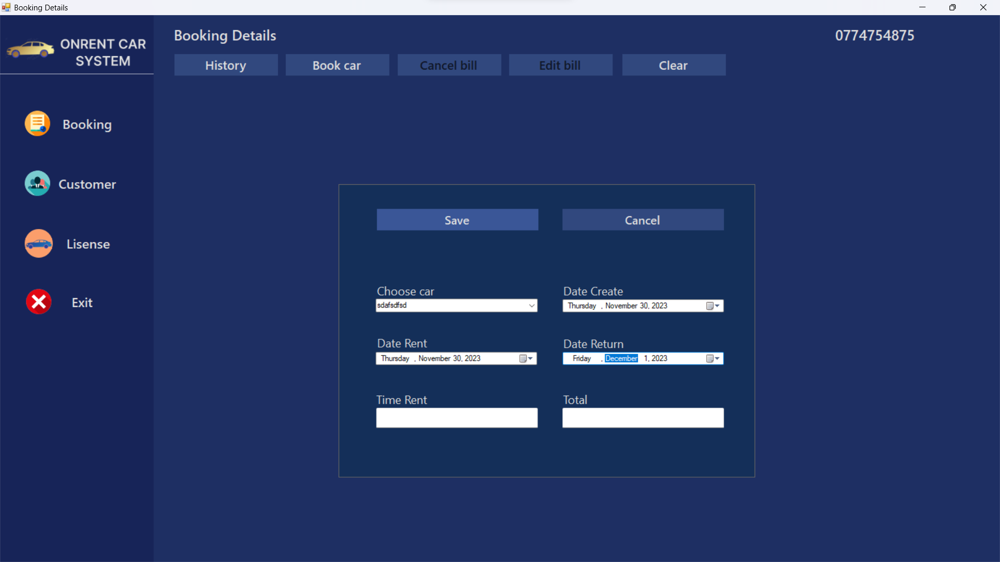 Booking Details
ONRENT CAR
SYSTEM
Booking Details
0774754875
History
Book car
Cancel bill
Edit bill
Clear
Booking
Customer
Lisense
Exit
Save
Cancel
Choose car
Date Create
sdafsdfsd
Thursday , November 30, 2023
Date Rent
Date Return
Thursday , November 30, 2023
Friday , December 1, 2023
Time Rent
Total